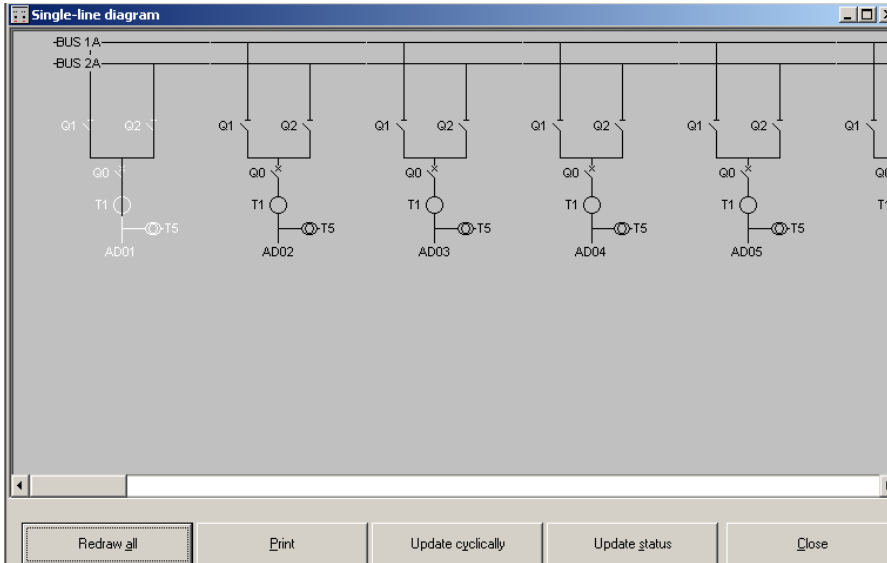 Single-line diagram
BUS 1A
BUS 2A
Q1 Q2 Q1 Q2 Q1 Q2 Q1 Q2 Q1 Q2 Q1
Q0 Q0 Q0 Q0 Q0
T1 T1 T1 T1 T1
T5 T5 T5 T5 T5
AD01 AD02 AD03 AD04 AD05
Redraw all Print Update cyclically Update status Close